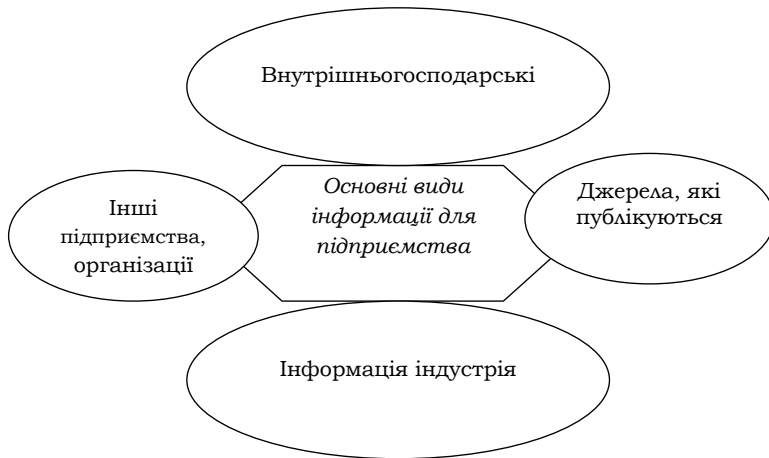 Внутрішньогосподарські
Інші
підприємства,
організації
Основні види
інформації для
підприємства
Джерела, які
публікуються
Інформація індустрія